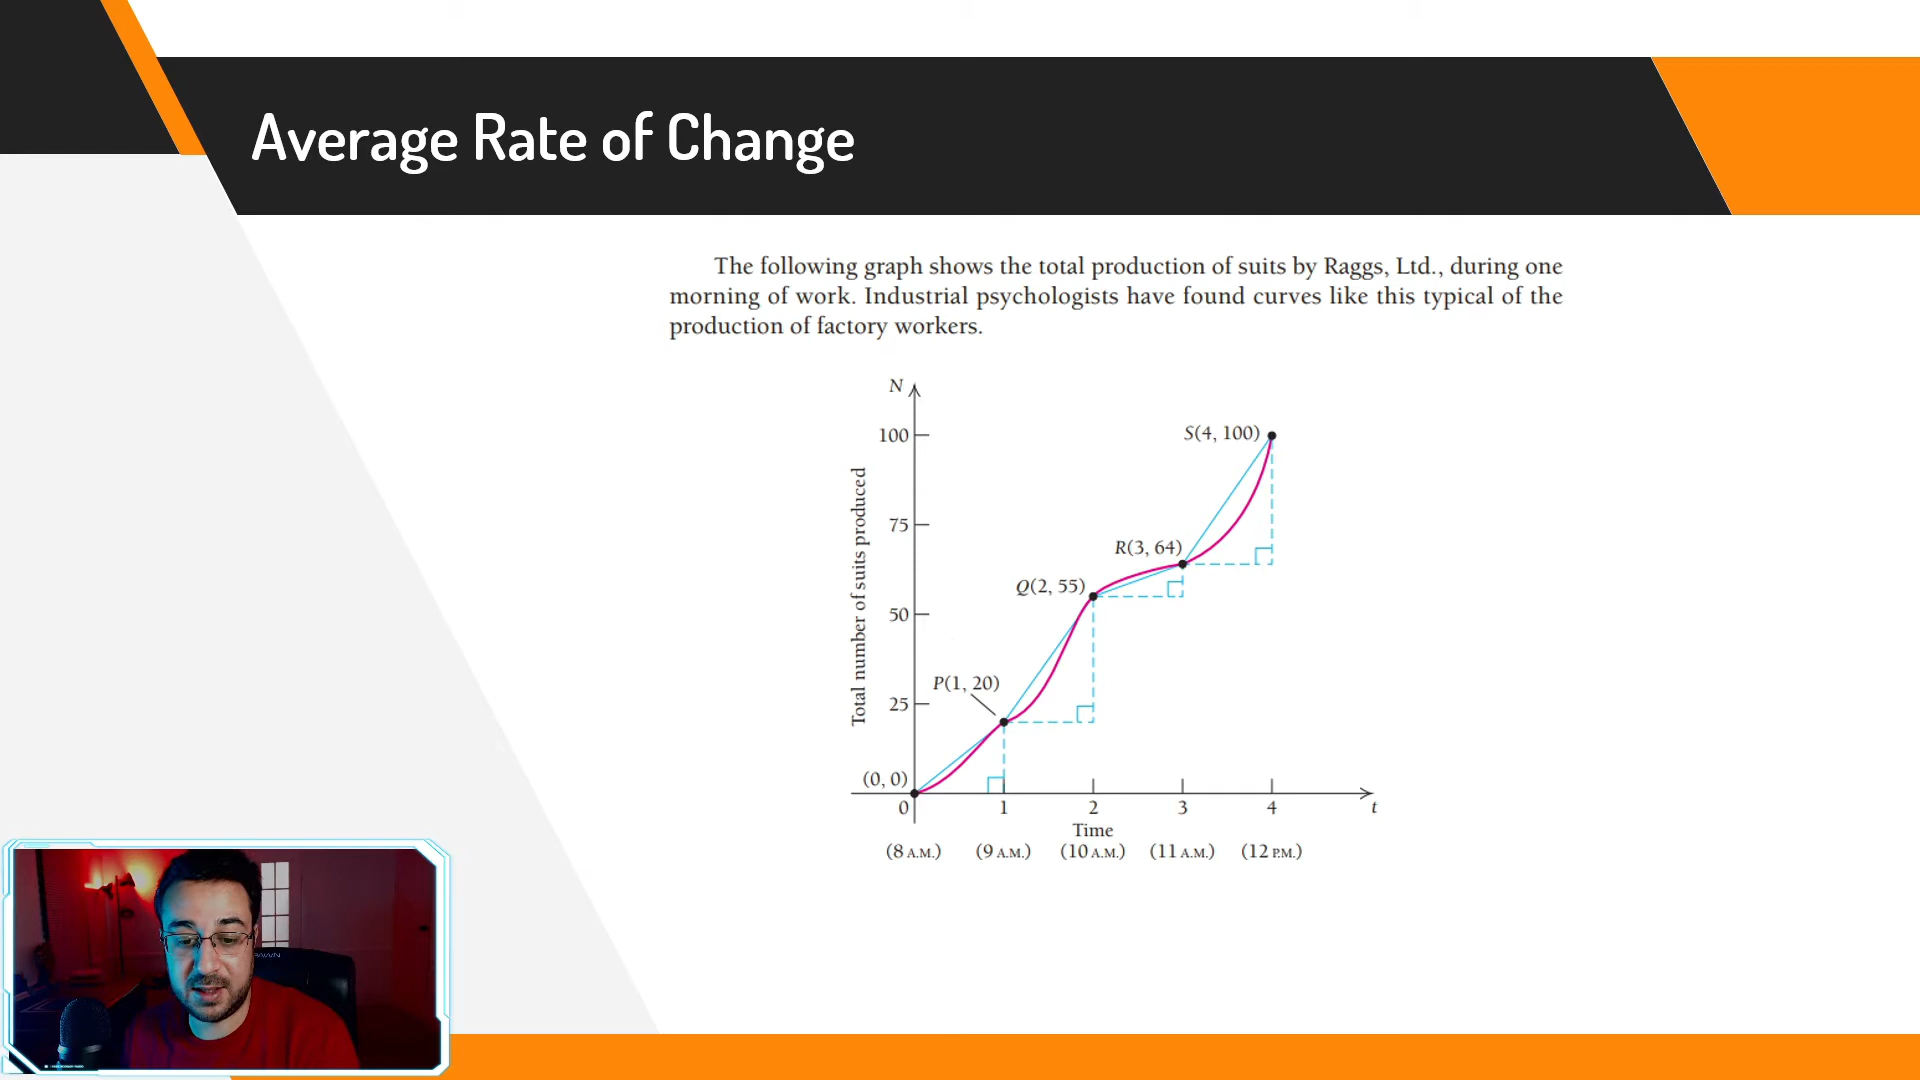 Average Rate of Change
The following graph shows the total production of suits by Raggs, Ltd., during one
morning of work. Industrial psychologists have found curves like this typical of the
production of factory workers.
N
100
75
50
25
Total number of suits produced
S(4, 100)
R(3, 64)
Q(2, 55)
P(1, 20)
(0, 0)
0 1 2 3 4 t
Time
(8 A.M.) (9 A.M.) (10 A.M.) (11 A.M.) (12 P.M.)